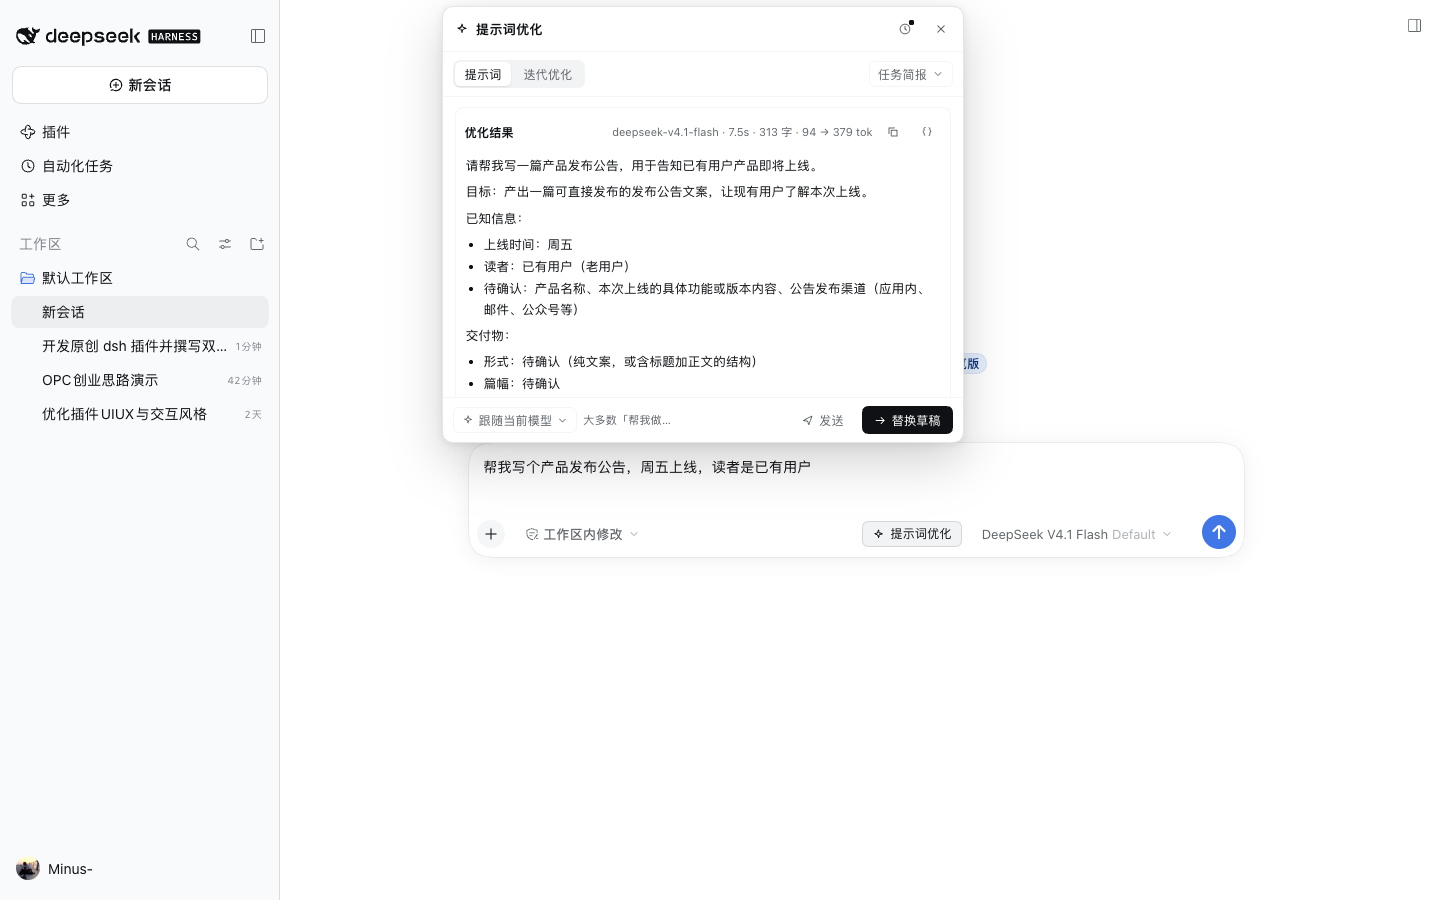 deepseek HARNESS
新会话
插件
自动化任务
更多
工作区
默认工作区
新会话
开发原创 dsh 插件并撰写双... 1分钟
OPC创业思路演示 42分钟
优化插件UIUX与交互风格 2天
Minus-
提示词优化
提示词 迭代优化 任务简报
优化结果 deepseek-v4.1-flash · 7.5s · 313 字 · 94 → 379 tok
请帮我写一篇产品发布公告，用于告知已有用户产品即将上线。
目标：产出一篇可直接发布的发布公告文案，让现有用户了解本次上线。
已知信息：
• 上线时间：周五
• 读者：已有用户（老用户）
• 待确认：产品名称、本次上线的具体功能或版本内容、公告发布渠道（应用内、
邮件、公众号等）
交付物：
• 形式：待确认（纯文案，或含标题加正文的结构）
• 篇幅：待确认
跟随当前模型 大多数「帮我做... 发送 → 替换草稿
版
帮我写个产品发布公告，周五上线，读者是已有用户
工作区内修改 提示词优化 DeepSeek V4.1 Flash Default